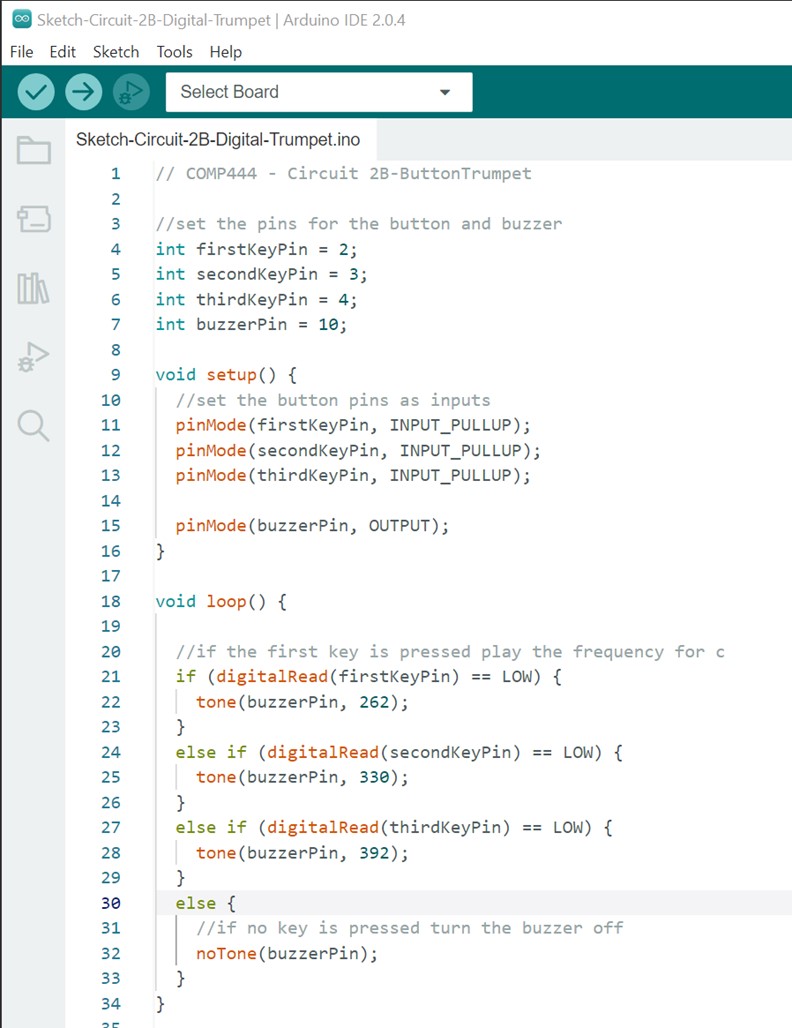 Sketch-Circuit-2B-Digital-Trumpet | Arduino IDE 2.0.4
File Edit Sketch Tools Help
Select Board
Sketch-Circuit-2B-Digital-Trumpet.ino
1 // COMP444 - Circuit 2B-ButtonTrumpet
2
3 //set the pins for the button and buzzer
4 int firstKeyPin = 2;
5 int secondKeyPin = 3;
6 int thirdKeyPin = 4;
7 int buzzerPin = 10;
8
9 void setup() {
10   //set the button pins as inputs
11   pinMode(firstKeyPin, INPUT_PULLUP);
12   pinMode(secondKeyPin, INPUT_PULLUP);
13   pinMode(thirdKeyPin, INPUT_PULLUP);
14
15   pinMode(buzzerPin, OUTPUT);
16 }
17
18 void loop() {
19
20   //if the first key is pressed play the frequency for c
21   if (digitalRead(firstKeyPin) == LOW) {
22     tone(buzzerPin, 262);
23   }
24   else if (digitalRead(secondKeyPin) == LOW) {
25     tone(buzzerPin, 330);
26   }
27   else if (digitalRead(thirdKeyPin) == LOW) {
28     tone(buzzerPin, 392);
29   }
30   else {
31     //if no key is pressed turn the buzzer off
32     noTone(buzzerPin);
33   }
34 }
35